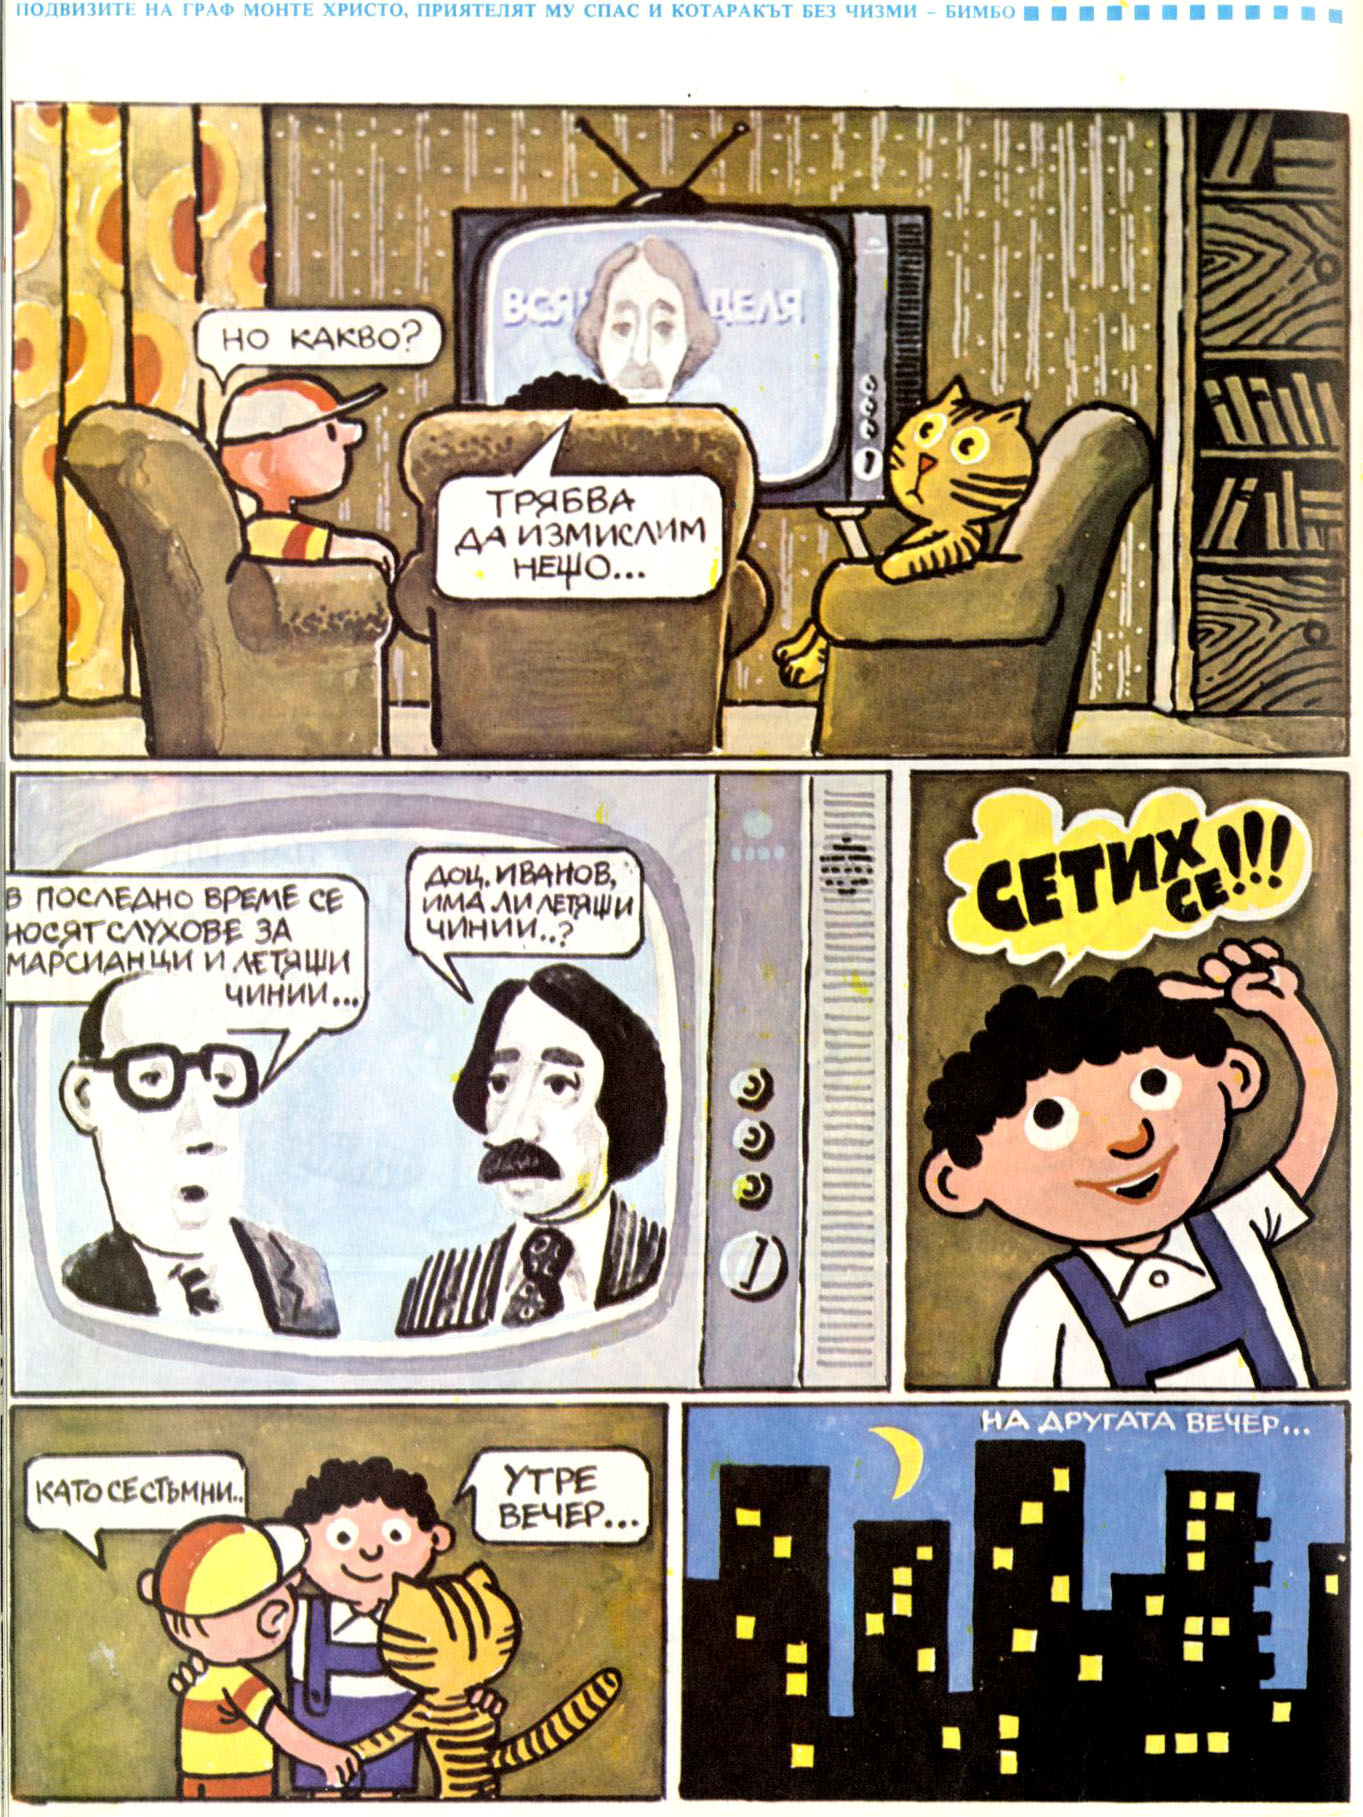 ПОДВИЗИТЕ НА ГРАФ МОНТЕ ХРИСТО, ПРИЯТЕЛЯТ МУ СПАС И КОТАРАКЪТ БЕЗ ЧИЗМИ – БИМБО
ВСЯ
ДЕЛЯ
НО КАКВО?
ТРЯБВА
ДА ИЗМИСЛИМ
НЕЩО...
В ПОСЛЕДНО ВРЕМЕ СЕ
НОСЯТ СЛУХОВЕ ЗА
МАРСИАНЦИ И ЛЕТЯЩИ
ЧИНИИ...
ДОЦ. ИВАНОВ,
ИМА ЛИ ЛЕТЯЩИ
ЧИНИИ..?
СЕТИХ
СЕ!!!
КАТО СЕ СТЪМНИ..
УТРЕ
ВЕЧЕР...
НА ДРУГАТА ВЕЧЕР...